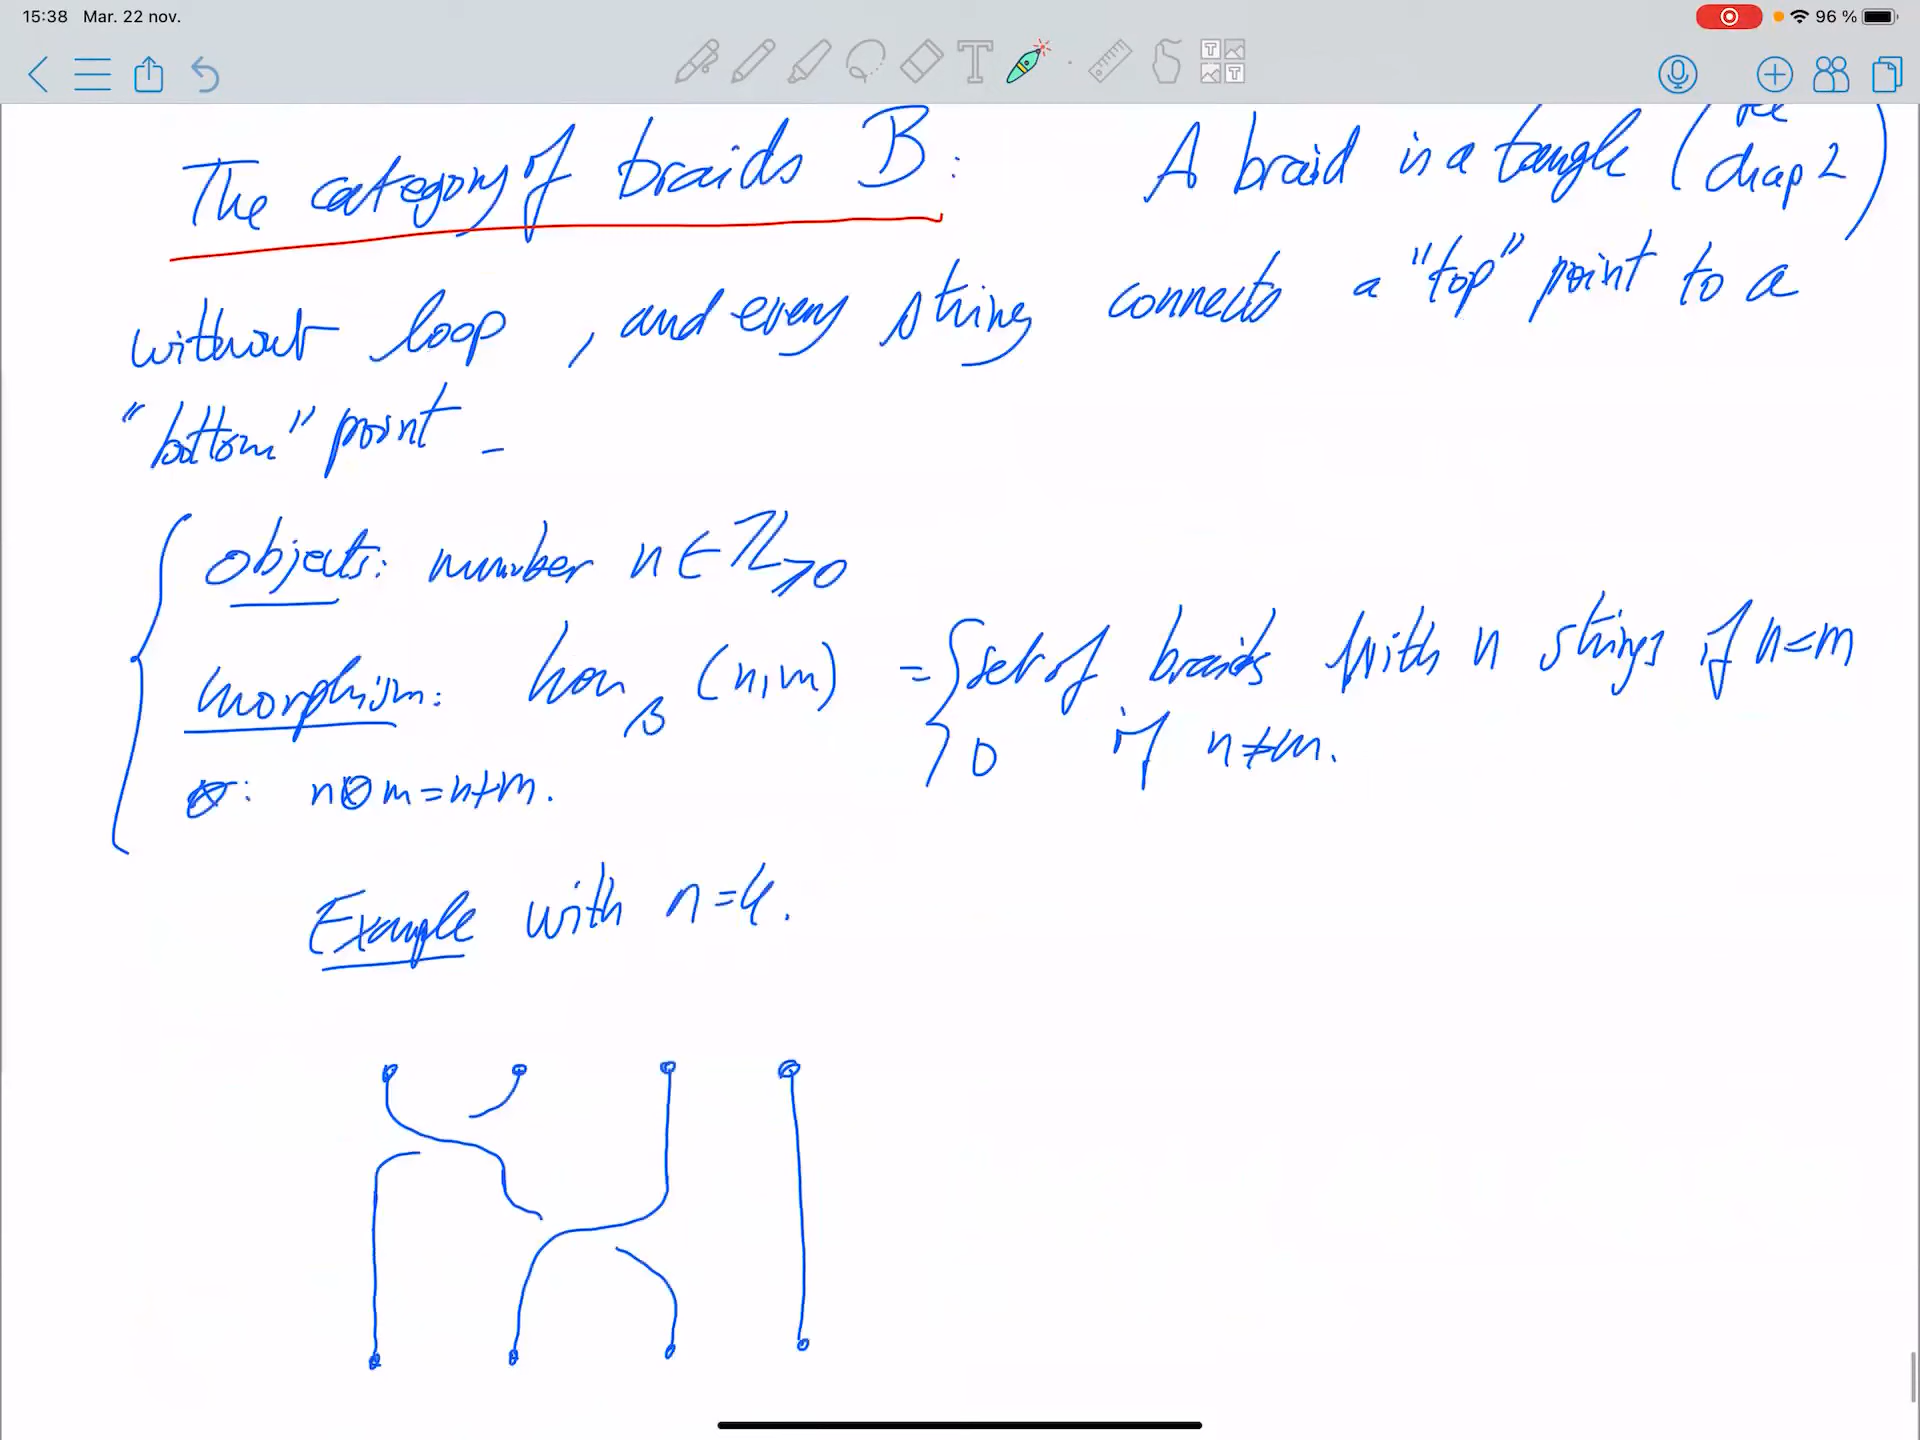 15:38 Mar. 22 nov. 96 %
The category of braids B : A braid is a tangle (see chap 2)
without loop , and every string connects a "top" point to a
"bottom" point -
objects: number n ∈ ℤ≥0
morphism: hom_B (n,m) = { set of braids with n strings if n=m
0 if n≠m.
⊗: n⊗m=n+m.
Example with n=4.